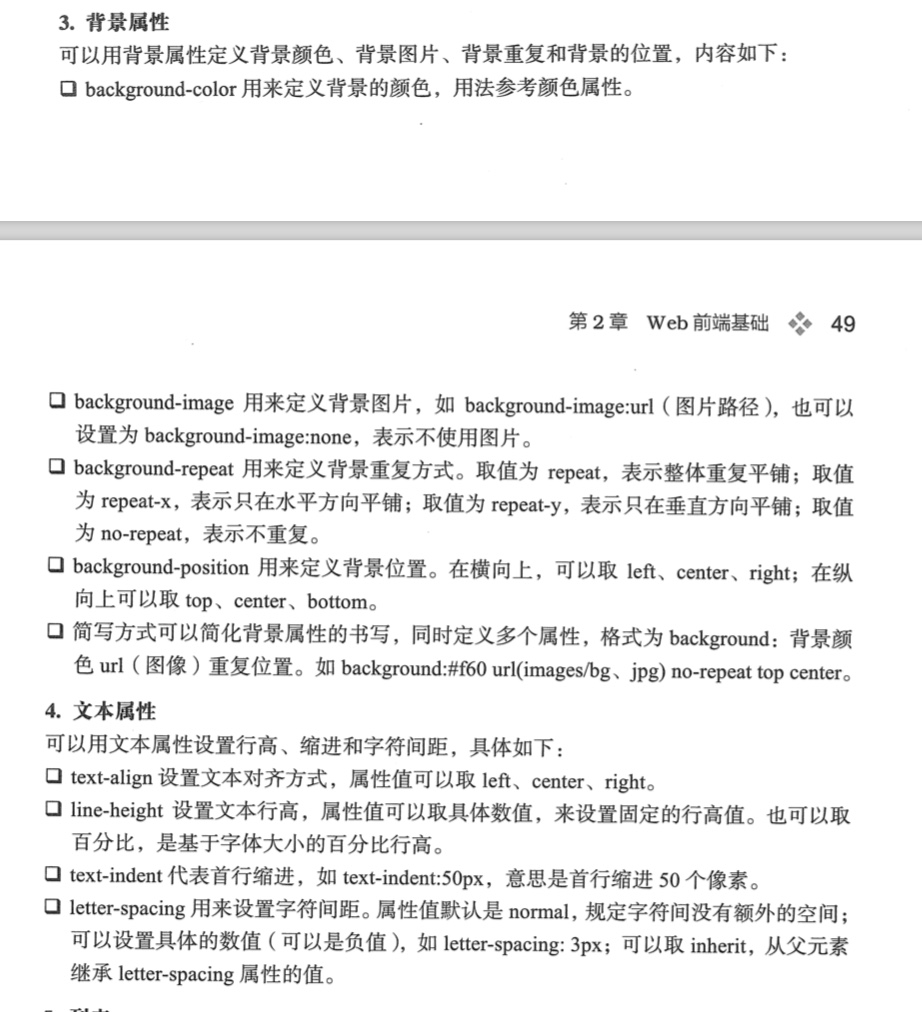 3. 背景属性
可以用背景属性定义背景颜色、背景图片、背景重复和背景的位置，内容如下：
❏ background-color 用来定义背景的颜色，用法参考颜色属性。
第 2 章 Web 前端基础 ❖ 49
❏ background-image 用来定义背景图片，如 background-image:url（图片路径），也可以
设置为 background-image:none，表示不使用图片。
❏ background-repeat 用来定义背景重复方式。取值为 repeat，表示整体重复平铺；取值
为 repeat-x，表示只在水平方向平铺；取值为 repeat-y，表示只在垂直方向平铺；取值
为 no-repeat，表示不重复。
❏ background-position 用来定义背景位置。在横向上，可以取 left、center、right；在纵
向上可以取 top、center、bottom。
❏ 简写方式可以简化背景属性的书写，同时定义多个属性，格式为 background：背景颜
色 url（图像）重复位置。如 background:#f60 url(images/bg、jpg) no-repeat top center。
4. 文本属性
可以用文本属性设置行高、缩进和字符间距，具体如下：
❏ text-align 设置文本对齐方式，属性值可以取 left、center、right。
❏ line-height 设置文本行高，属性值可以取具体数值，来设置固定的行高值。也可以取
百分比，是基于字体大小的百分比行高。
❏ text-indent 代表首行缩进，如 text-indent:50px，意思是首行缩进 50 个像素。
❏ letter-spacing 用来设置字符间距。属性值默认是 normal，规定字符间没有额外的空间；
可以设置具体的数值（可以是负值），如 letter-spacing: 3px；可以取 inherit，从父元素
继承 letter-spacing 属性的值。